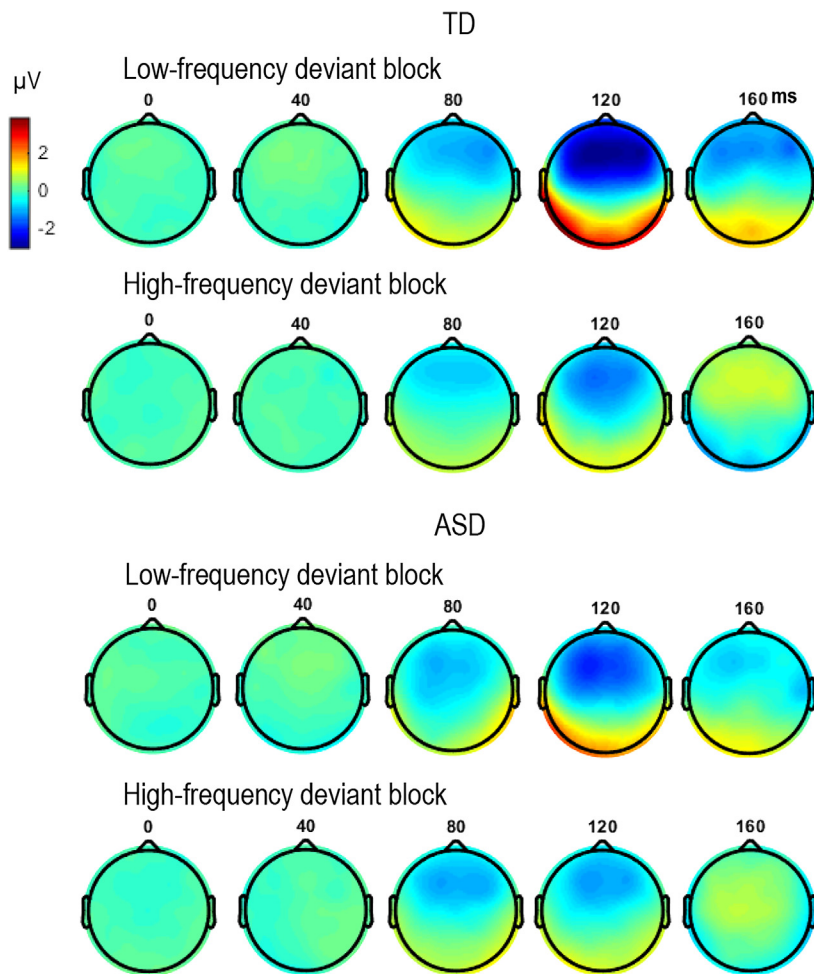 TD
Low-frequency deviant block
µV
0 40 80 120 160 ms
2
0
-2
High-frequency deviant block
0 40 80 120 160
ASD
Low-frequency deviant block
0 40 80 120 160
High-frequency deviant block
0 40 80 120 160